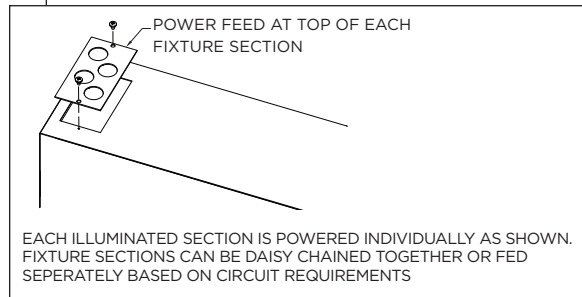 POWER FEED AT TOP OF EACH
FIXTURE SECTION
EACH ILLUMINATED SECTION IS POWERED INDIVIDUALLY AS SHOWN.
FIXTURE SECTIONS CAN BE DAISY CHAINED TOGETHER OR FED
SEPERATELY BASED ON CIRCUIT REQUIREMENTS